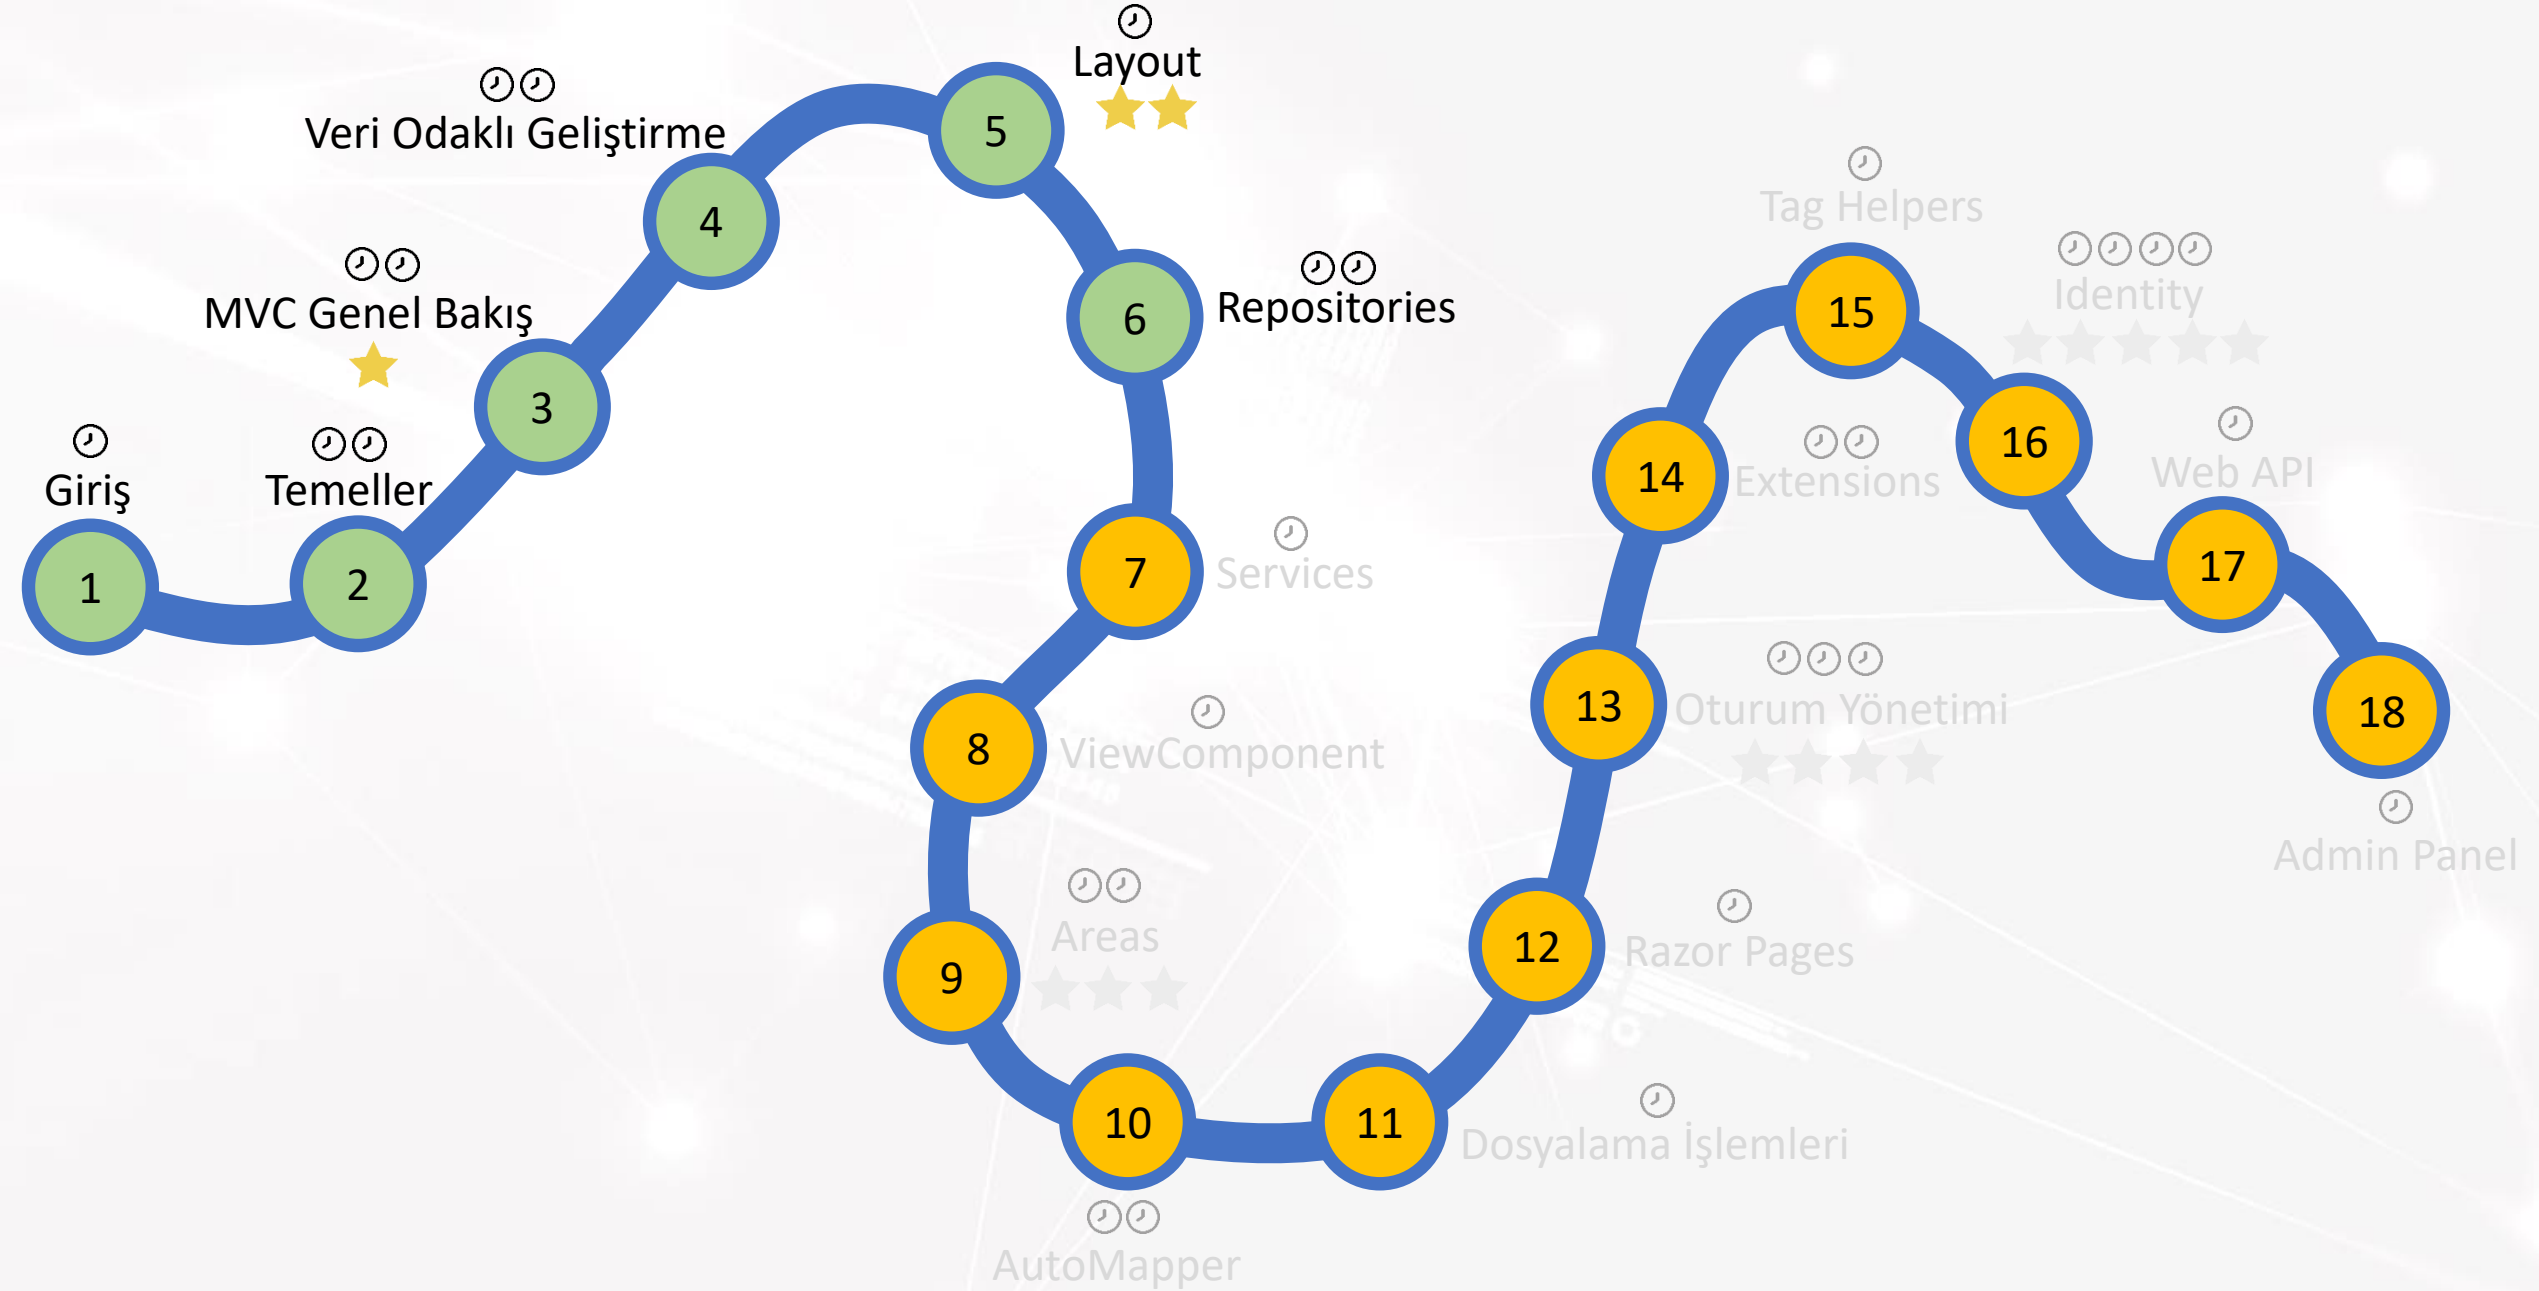 Giriş
1
Temeller
2
MVC Genel Bakış
3
Veri Odaklı Geliştirme
4
Layout
5
Repositories
6
Services
7
ViewComponent
8
Areas
9
10
AutoMapper
11
Dosyalama İşlemleri
12
Razor Pages
13
Oturum Yönetimi
14
Extensions
Tag Helpers
15
Identity
16
Web API
17
18
Admin Panel